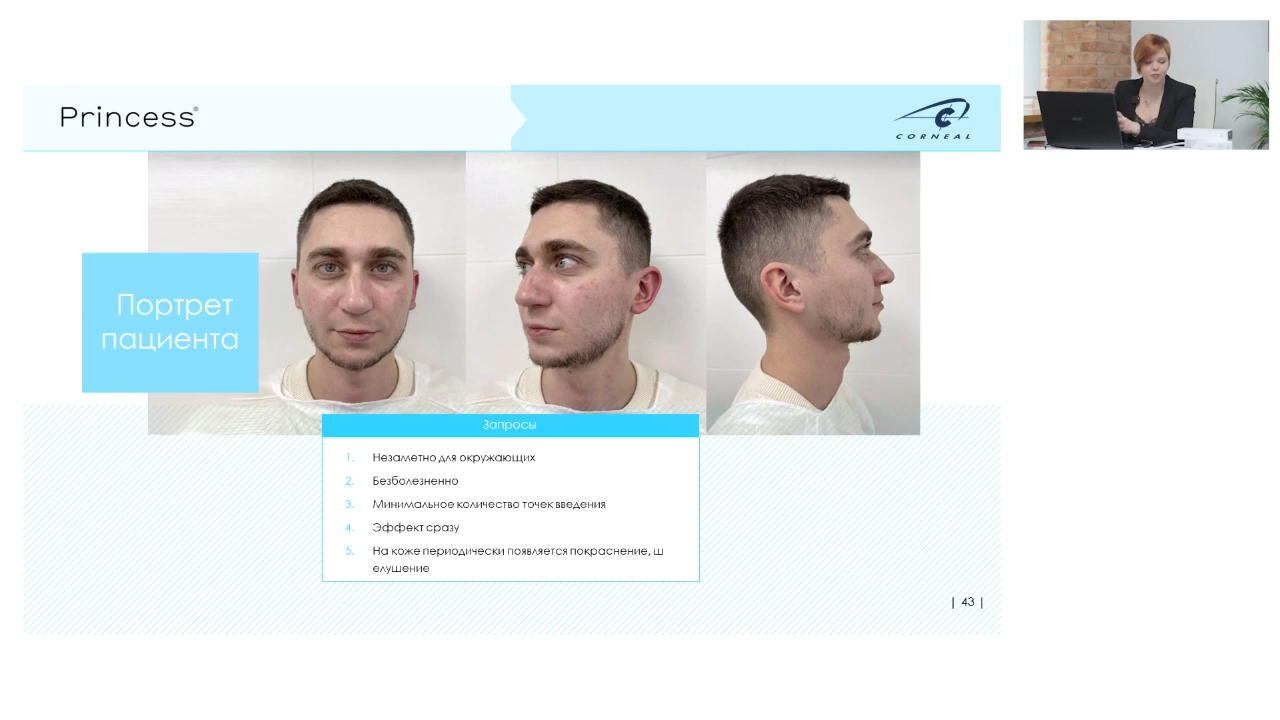 Princess®
CORNEAL
Портрет
пациента
Запросы
1. Незаметно для окружающих
2. Безболезненно
3. Минимальное количество точек введения
4. Эффект сразу
5. На коже периодически появляется покраснение, ш
елушение
| 43 |